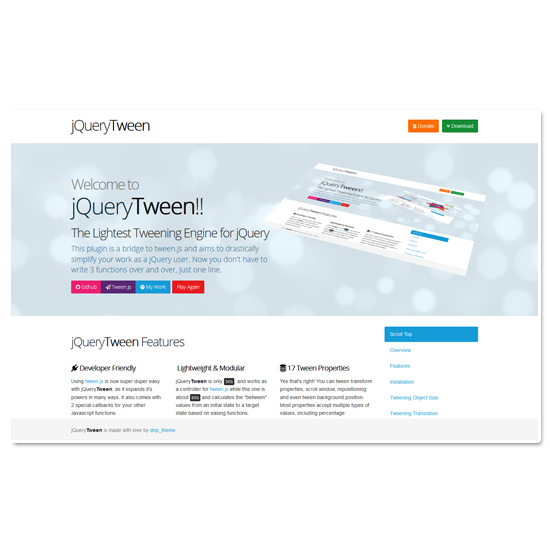 jQueryTween
Donate
Download
Welcome to
jQueryTween!!
The Lightest Tweening Engine for jQuery
This plugin is a bridge to tween.js and aims to drastically
simplify your work as a jQuery user. Now you don't have to
write 3 functions over and over, just one.
Github
Tween.js
My Work
Play Again
jQueryTween
jQueryTween!!
jQueryTween Features
jQueryTween Features
Developer Friendly
Using tween.js is now super duper easy
with jQueryTween, as it expands it's
powers in many ways. It also comes with
2 special callbacks for your other
Javascript functions.
Lightweight & Modular
jQueryTween is only 5kb and works as
a controller for tween.js while this one is
about 5kb and calculates the "between"
values from an initial state to a target
state based on easing functions.
17 Tween Properties
Yes that's right! You can tween transform
properties, scroll window, repositioning
and even tween background position.
Most properties accept multiple types of
values, including percentage.
Scroll Top
Overview
Features
Installation
Tweening Object Size
Tweening Translation
jQueryTween is made with love by dnp_theme.